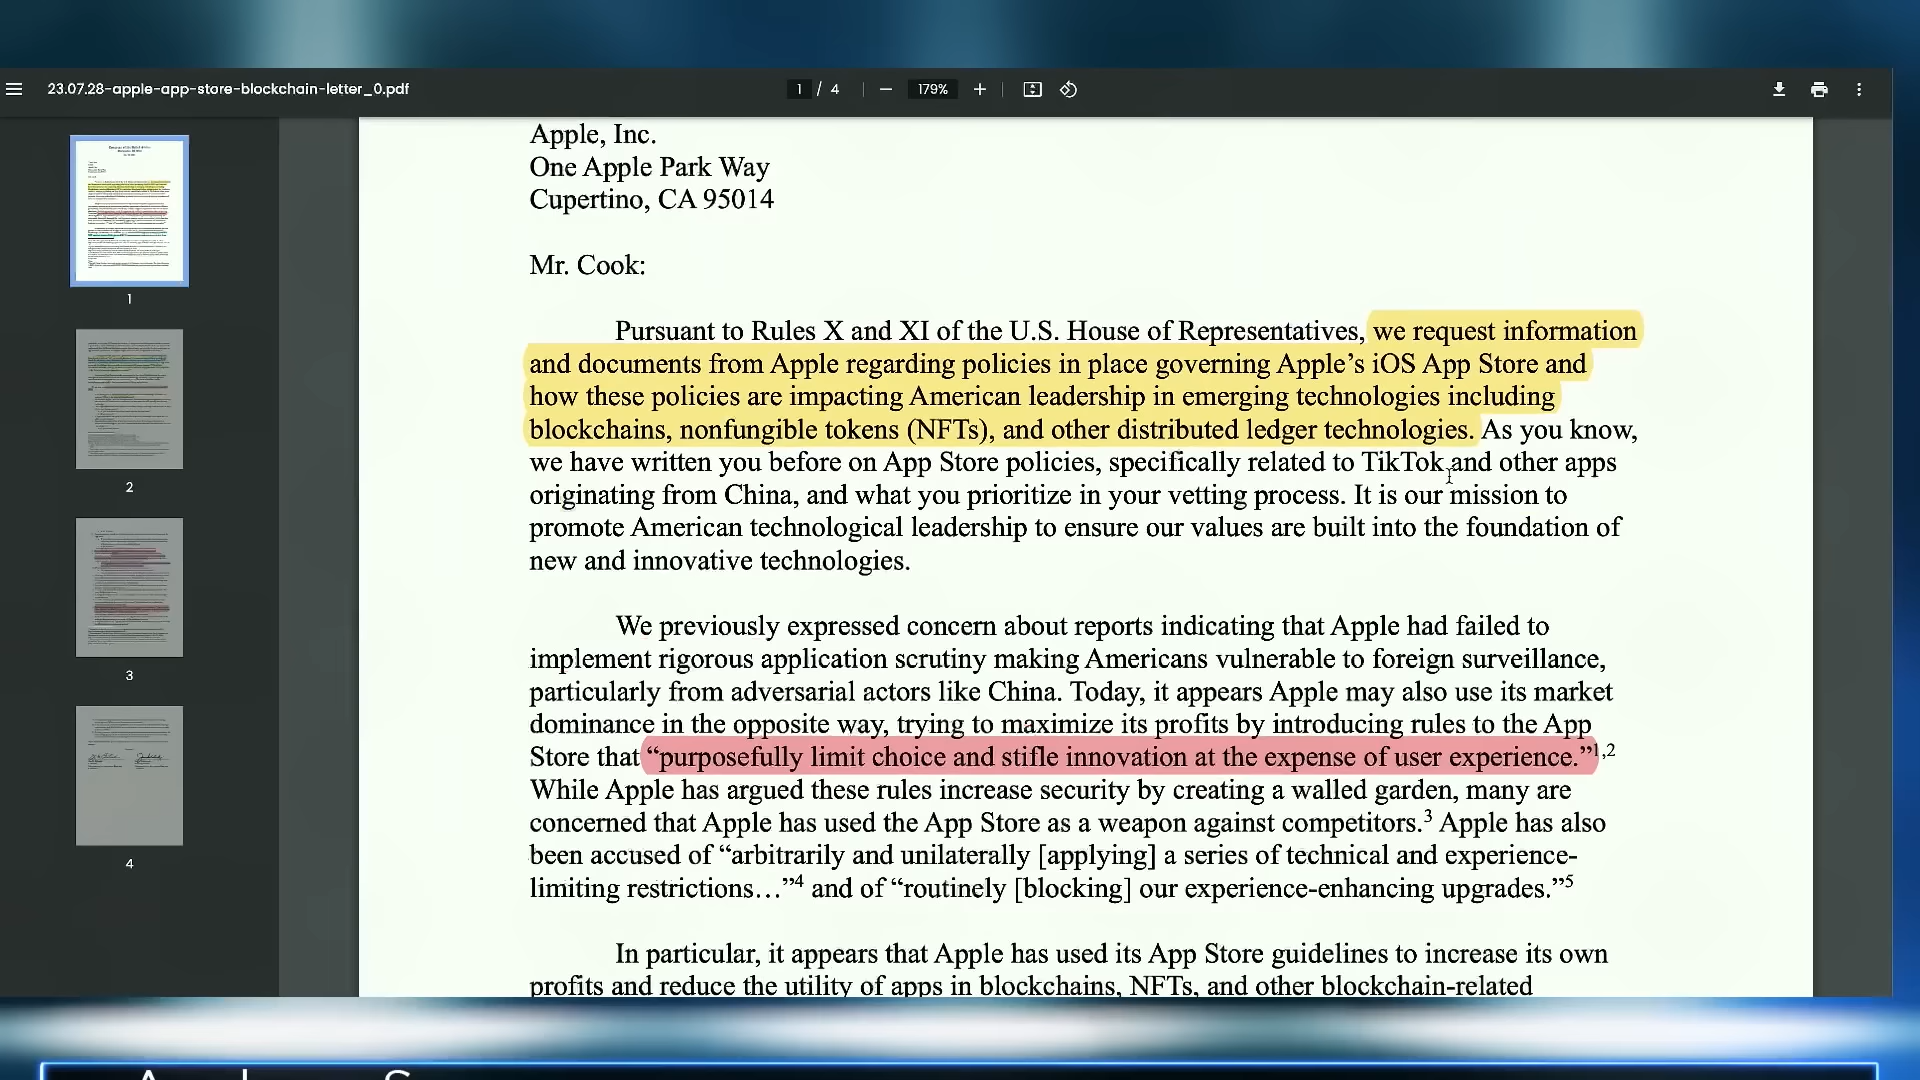 23.07.28-apple-app-store-blockchain-letter_0.pdf
1 / 4
179%
Apple, Inc.
One Apple Park Way
Cupertino, CA 95014
Mr. Cook:
Pursuant to Rules X and XI of the U.S. House of Representatives, we request information
and documents from Apple regarding policies in place governing Apple’s iOS App Store and
how these policies are impacting American leadership in emerging technologies including
blockchains, nonfungible tokens (NFTs), and other distributed ledger technologies. As you know,
we have written you before on App Store policies, specifically related to TikTok and other apps
originating from China, and what you prioritize in your vetting process. It is our mission to
promote American technological leadership to ensure our values are built into the foundation of
new and innovative technologies.
We previously expressed concern about reports indicating that Apple had failed to
implement rigorous application scrutiny making Americans vulnerable to foreign surveillance,
particularly from adversarial actors like China. Today, it appears Apple may also use its market
dominance in the opposite way, trying to maximize its profits by introducing rules to the App
Store that “purposefully limit choice and stifle innovation at the expense of user experience.”1,2
While Apple has argued these rules increase security by creating a walled garden, many are
concerned that Apple has used the App Store as a weapon against competitors.3 Apple has also
been accused of “arbitrarily and unilaterally [applying] a series of technical and experience-
limiting restrictions…”4 and of “routinely [blocking] our experience-enhancing upgrades.”5
In particular, it appears that Apple has used its App Store guidelines to increase its own
profits and reduce the utility of apps in blockchains, NFTs, and other blockchain-related
1
2
3
4